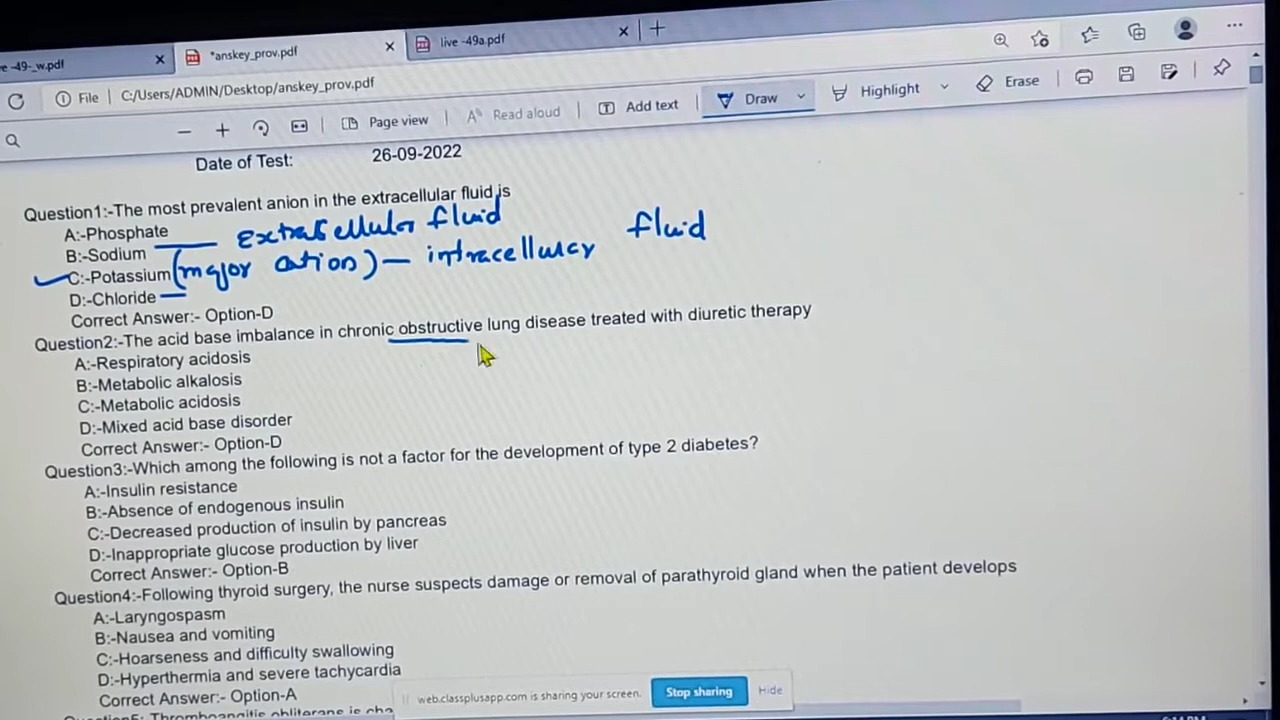 e -49-_w.pdf
*anskey_prov.pdf
live -49a.pdf
File | C:/Users/ADMIN/Desktop/anskey_prov.pdf
Page view
Read aloud
Add text
Draw
Highlight
Erase
Date of Test: 26-09-2022
Question1:-The most prevalent anion in the extracellular fluid is
A:-Phosphate
B:-Sodium — extracellular fluid
C:-Potassium (major cation) — intracellular fluid
D:-Chloride —
Correct Answer:- Option-D
Question2:-The acid base imbalance in chronic obstructive lung disease treated with diuretic therapy
A:-Respiratory acidosis
B:-Metabolic alkalosis
C:-Metabolic acidosis
D:-Mixed acid base disorder
Correct Answer:- Option-D
Question3:-Which among the following is not a factor for the development of type 2 diabetes?
A:-Insulin resistance
B:-Absence of endogenous insulin
C:-Decreased production of insulin by pancreas
D:-Inappropriate glucose production by liver
Correct Answer:- Option-B
Question4:-Following thyroid surgery, the nurse suspects damage or removal of parathyroid gland when the patient develops
A:-Laryngospasm
B:-Nausea and vomiting
C:-Hoarseness and difficulty swallowing
D:-Hyperthermia and severe tachycardia
Correct Answer:- Option-A
web.classplusapp.com is sharing your screen.
Stop sharing
Hide